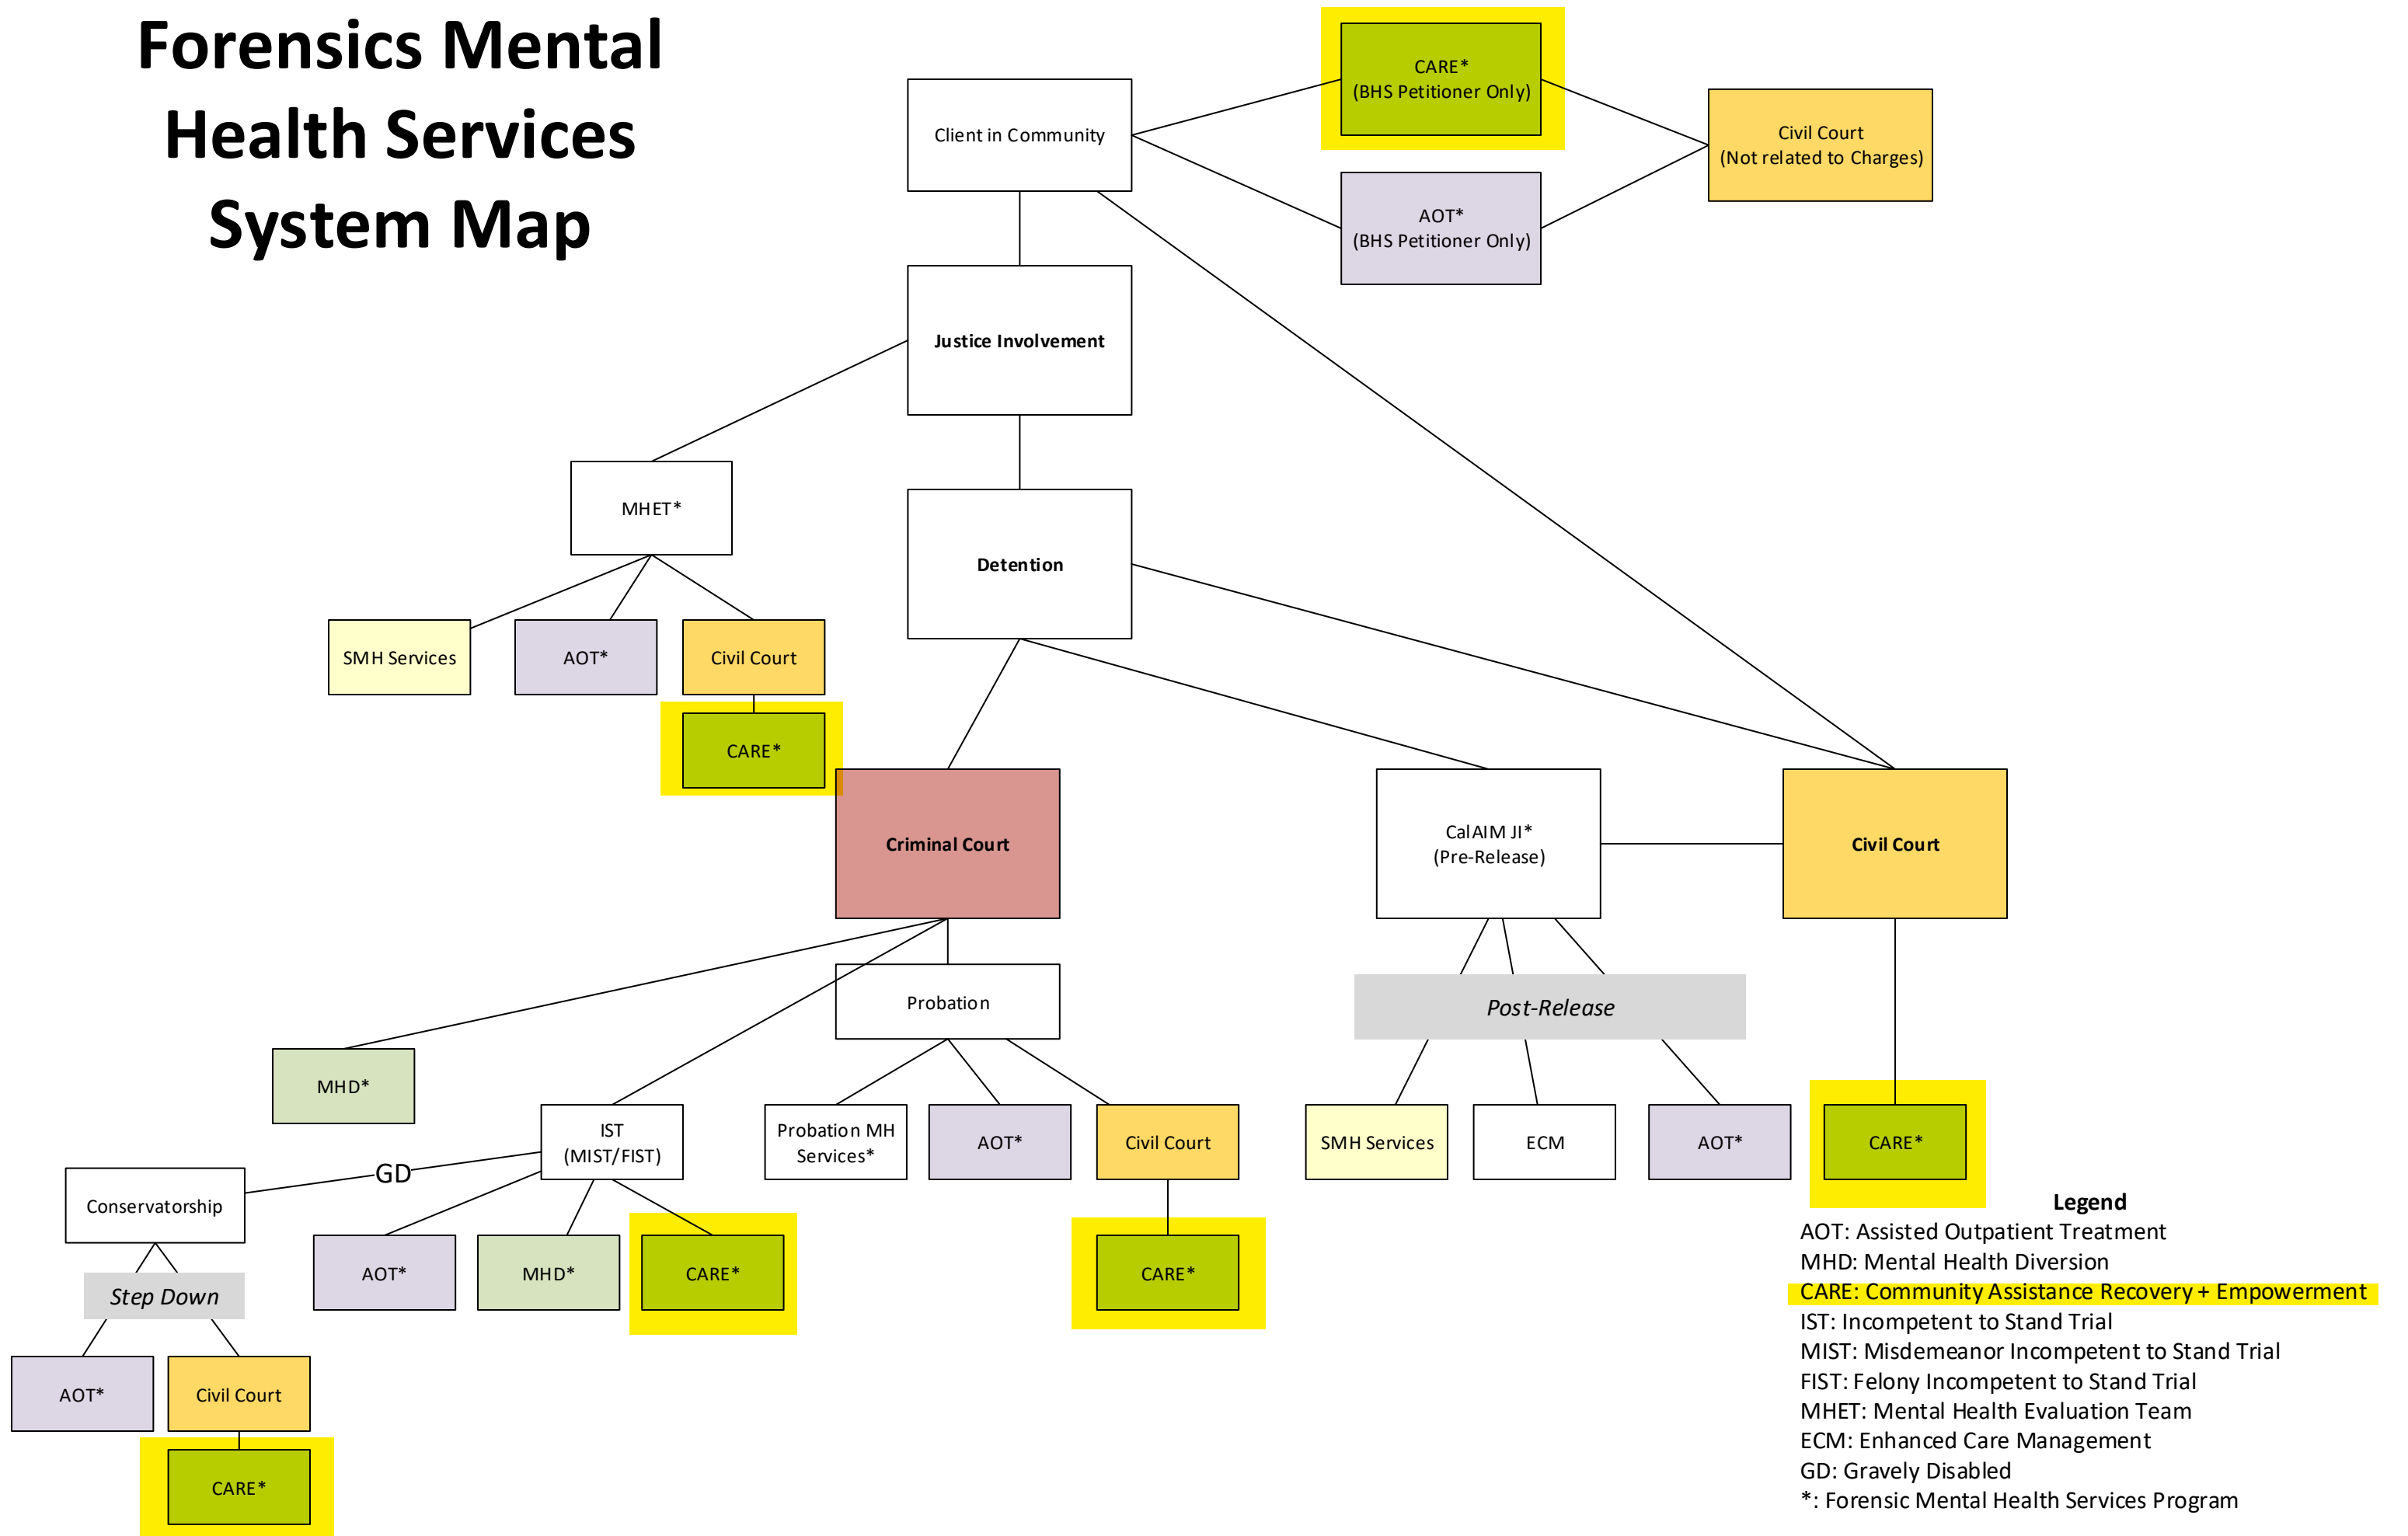 Forensics Mental
Health Services
System Map
CARE*
(BHS Petitioner Only)
Client in Community
Civil Court
(Not related to Charges)
AOT*
(BHS Petitioner Only)
Justice Involvement
MHET*
Detention
SMH Services
AOT*
Civil Court
CARE*
Criminal Court
CalAIM JI*
(Pre-Release)
Civil Court
Probation
Post-Release
MHD*
IST
(MIST/FIST)
Probation MH
Services*
AOT*
Civil Court
SMH Services
ECM
AOT*
CARE*
GD
Conservatorship
AOT*
MHD*
CARE*
CARE*
Step Down
AOT*
Civil Court
CARE*
Legend
AOT: Assisted Outpatient Treatment
MHD: Mental Health Diversion
CARE: Community Assistance Recovery + Empowerment
IST: Incompetent to Stand Trial
MIST: Misdemeanor Incompetent to Stand Trial
FIST: Felony Incompetent to Stand Trial
MHET: Mental Health Evaluation Team
ECM: Enhanced Care Management
GD: Gravely Disabled
*: Forensic Mental Health Services Program